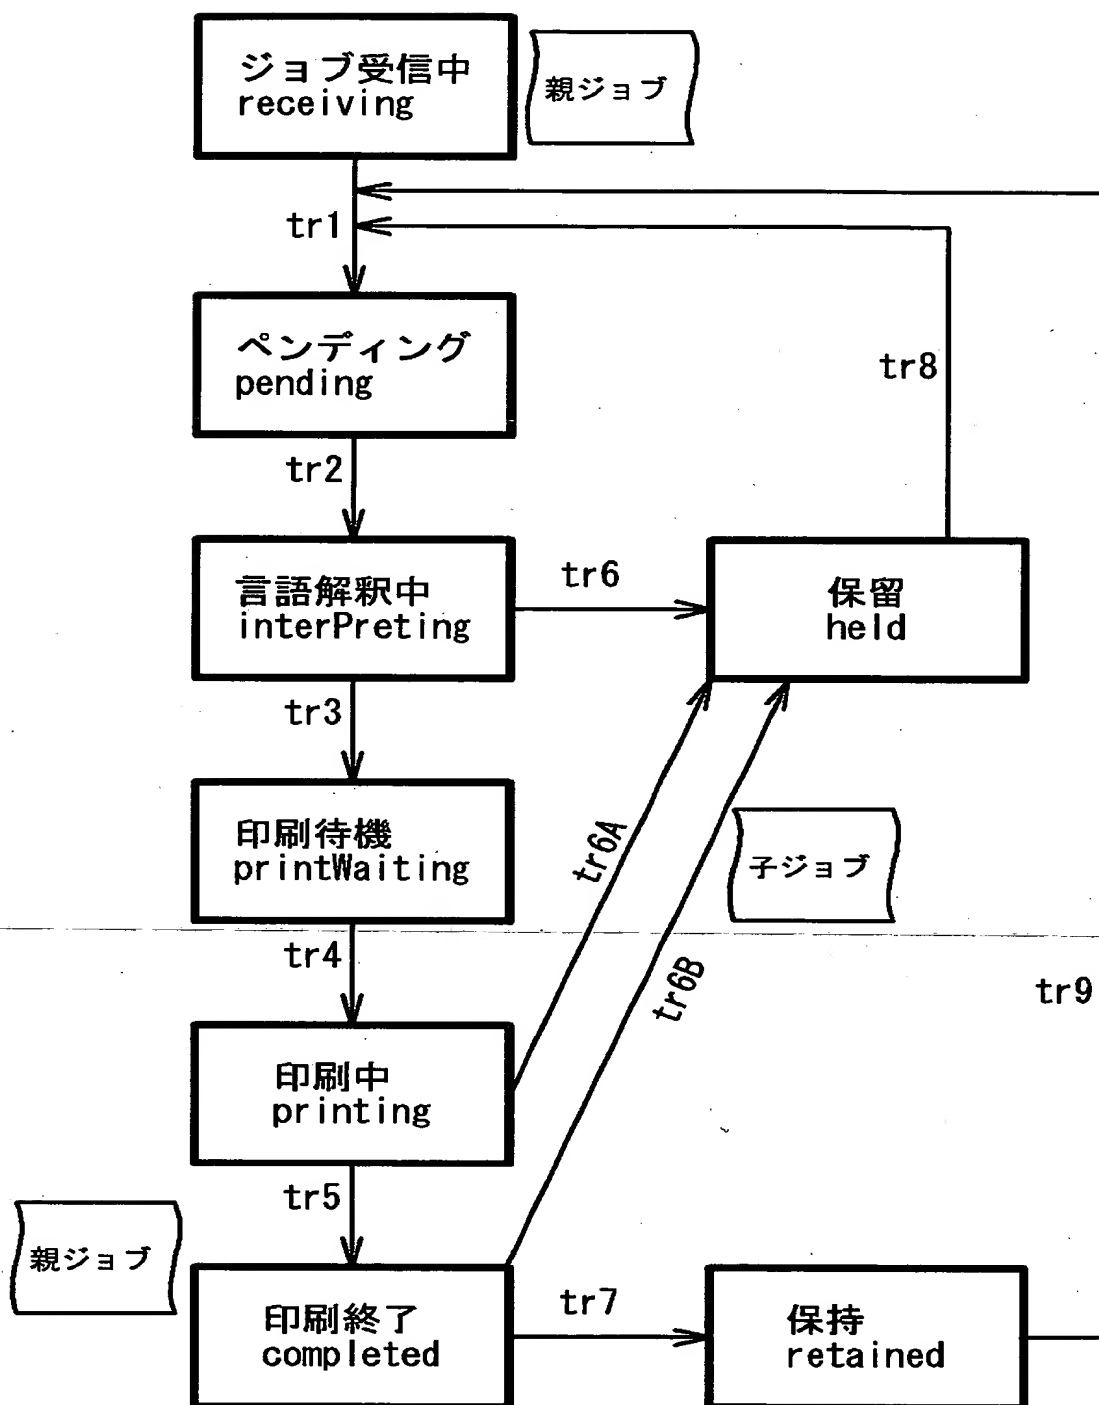 ジョブ受信中
receiving
親ジョブ
tr1
ペンディング
pending
tr8
tr2
言語解釈中
interPreting
tr6
保留
held
tr3
印刷待機
printWaiting
tr6A
子ジョブ
tr4
tr6B
tr9
印刷中
printing
tr5
親ジョブ
印刷終了
completed
tr7
保持
retained